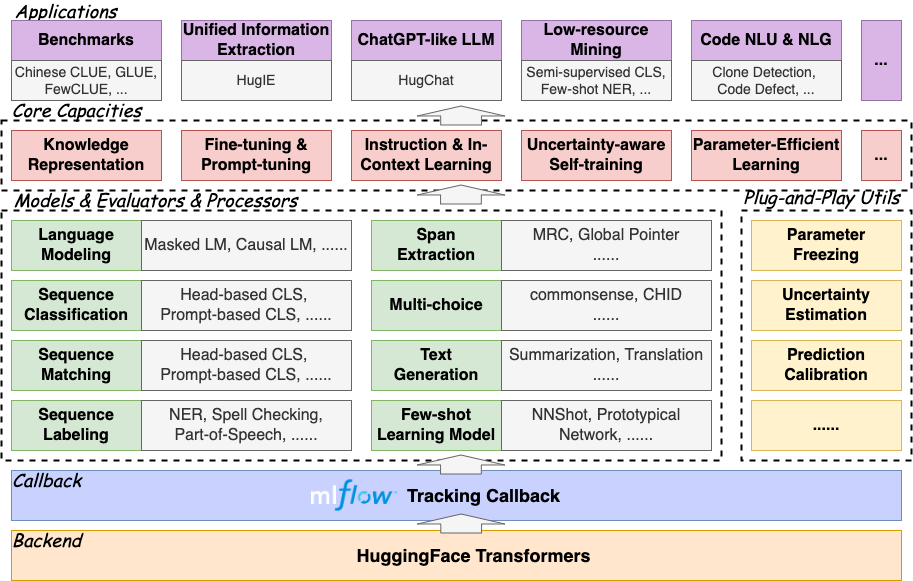 Applications
Benchmarks
Chinese CLUE, GLUE,
FewCLUE, ...
Unified Information
Extraction
HugIE
ChatGPT-like LLM
HugChat
Low-resource
Mining
Semi-supervised CLS,
Few-shot NER, ...
Code NLU & NLG
Clone Detection,
Code Defect, ...
...
Core Capacities
Knowledge
Representation
Fine-tuning &
Prompt-tuning
Instruction & In-
Context Learning
Uncertainty-aware
Self-training
Parameter-Efficient
Learning
...
Models & Evaluators & Processors
Language
Modeling
Masked LM, Causal LM, ......
Span
Extraction
MRC, Global Pointer
......
Sequence
Classification
Head-based CLS,
Prompt-based CLS, ......
Multi-choice
commonsense, CHID
......
Sequence
Matching
Head-based CLS,
Prompt-based CLS, ......
Text
Generation
Summarization, Translation
......
Sequence
Labeling
NER, Spell Checking,
Part-of-Speech, ......
Few-shot
Learning Model
NNShot, Prototypical
Network, ......
Plug-and-Play Utils
Parameter
Freezing
Uncertainty
Estimation
Prediction
Calibration
......
Callback
mlflow Tracking Callback
Backend
HuggingFace Transformers